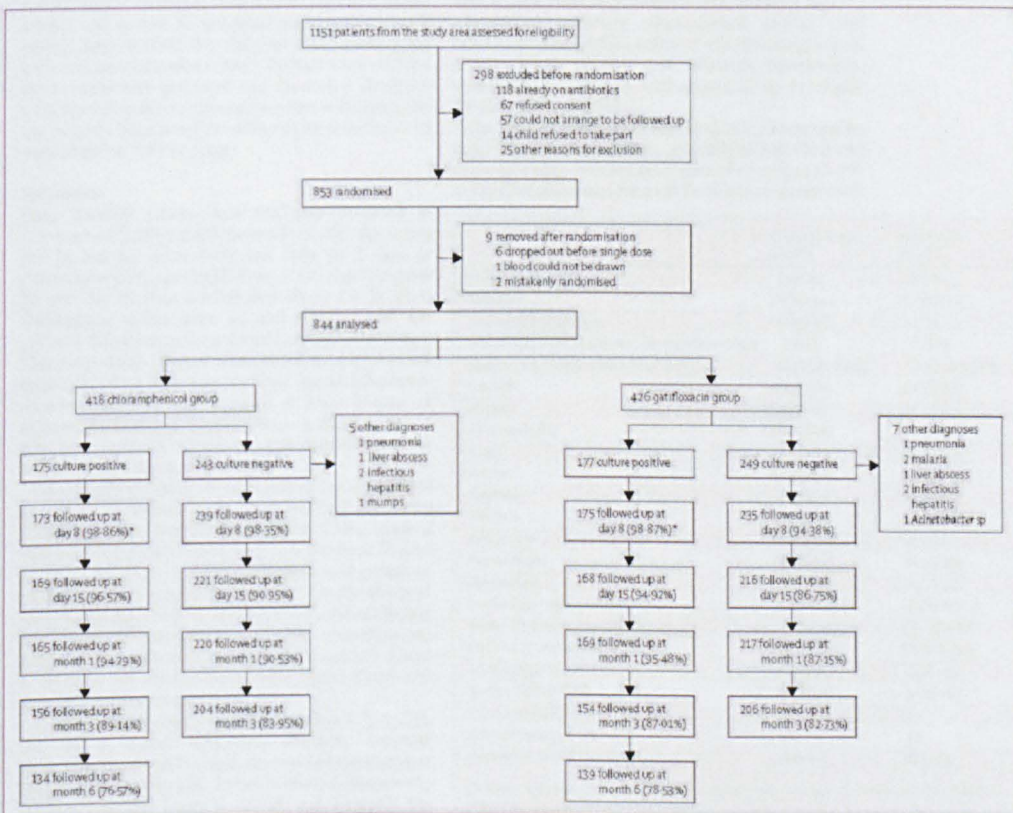 1151 patients from the study area assessed for eligibility
298 excluded before randomisation
118 already on antibiotics
67 refused consent
57 could not arrange to be followed up
14 child refused to take part
25 other reasons for exclusion
853 randomised
9 removed after randomisation
6 dropped out before single dose
1 blood could not be drawn
2 mistakenly randomised
844 analysed
418 chloramphenicol group
175 culture positive
243 culture negative
5 other diagnoses
1 pneumonia
1 liver abscess
2 infectious
hepatitis
1 mumps
173 followed up at
day 8 (98·86%)*
239 followed up at
day 8 (98·35%)
169 followed up at
day 15 (96·57%)
221 followed up at
day 15 (90·95%)
165 followed up at
month 1 (94·29%)
220 followed up at
month 1 (90·53%)
156 followed up at
month 3 (89·14%)
204 followed up at
month 3 (83·95%)
134 followed up at
month 6 (76·57%)
426 gatifloxacin group
177 culture positive
249 culture negative
7 other diagnoses
1 pneumonia
2 malaria
1 liver abscess
2 infectious
hepatitis
1 Acinetobacter sp
175 followed up at
day 8 (98·87%)*
235 followed up at
day 8 (94·38%)
168 followed up at
day 15 (94·92%)
216 followed up at
day 15 (86·75%)
169 followed up at
month 1 (95·48%)
217 followed up at
month 1 (87·15%)
154 followed up at
month 3 (87·01%)
206 followed up at
month 3 (82·73%)
139 followed up at
month 6 (78·53%)